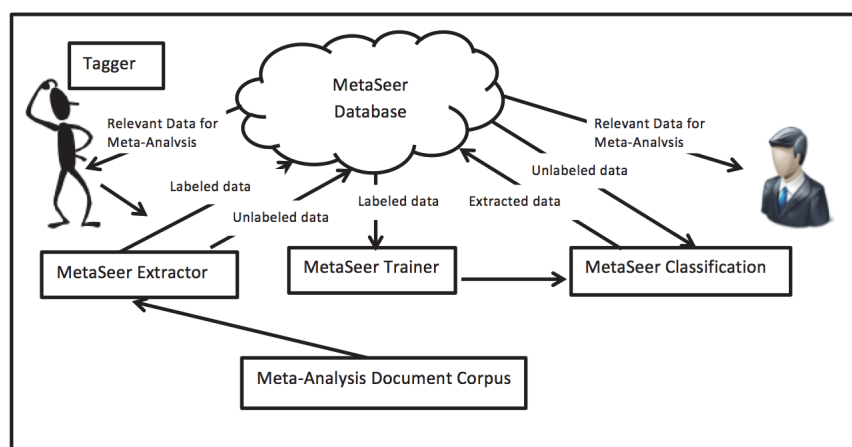 Tagger
MetaSeer
Database
Relevant Data for
Meta-Analysis
Relevant Data for
Meta-Analysis
Labeled data
Unlabeled data
Labeled data
Extracted data
Unlabeled data
MetaSeer Extractor
MetaSeer Trainer
MetaSeer Classification
Meta-Analysis Document Corpus